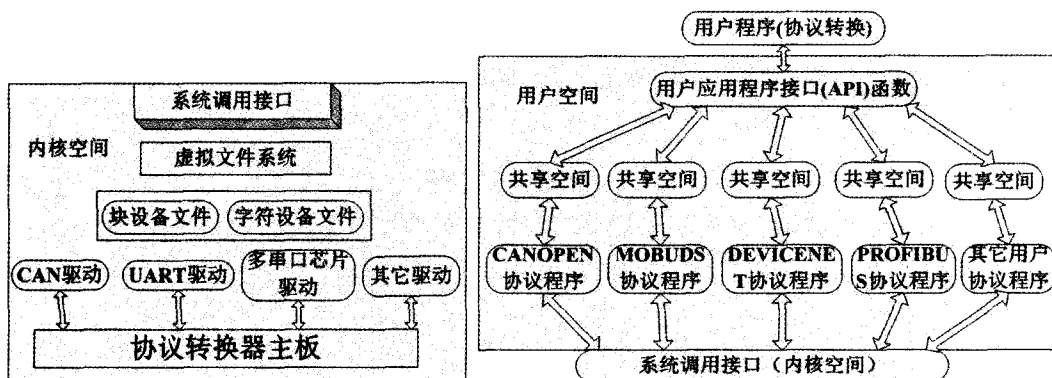 系统调用接口
内核空间
虚拟文件系统
块设备文件
字符设备文件
CAN驱动
UART驱动
多串口芯片
驱动
其它驱动
协议转换器主板
用户程序(协议转换)
用户空间
用户应用程序接口(API)函数
共享空间
共享空间
共享空间
共享空间
共享空间
CANOPEN
协议程序
MOBUDS
协议程序
DEVICENE
T协议程序
PROFIBU
S协议程序
其它用户
协议程序
系统调用接口（内核空间）